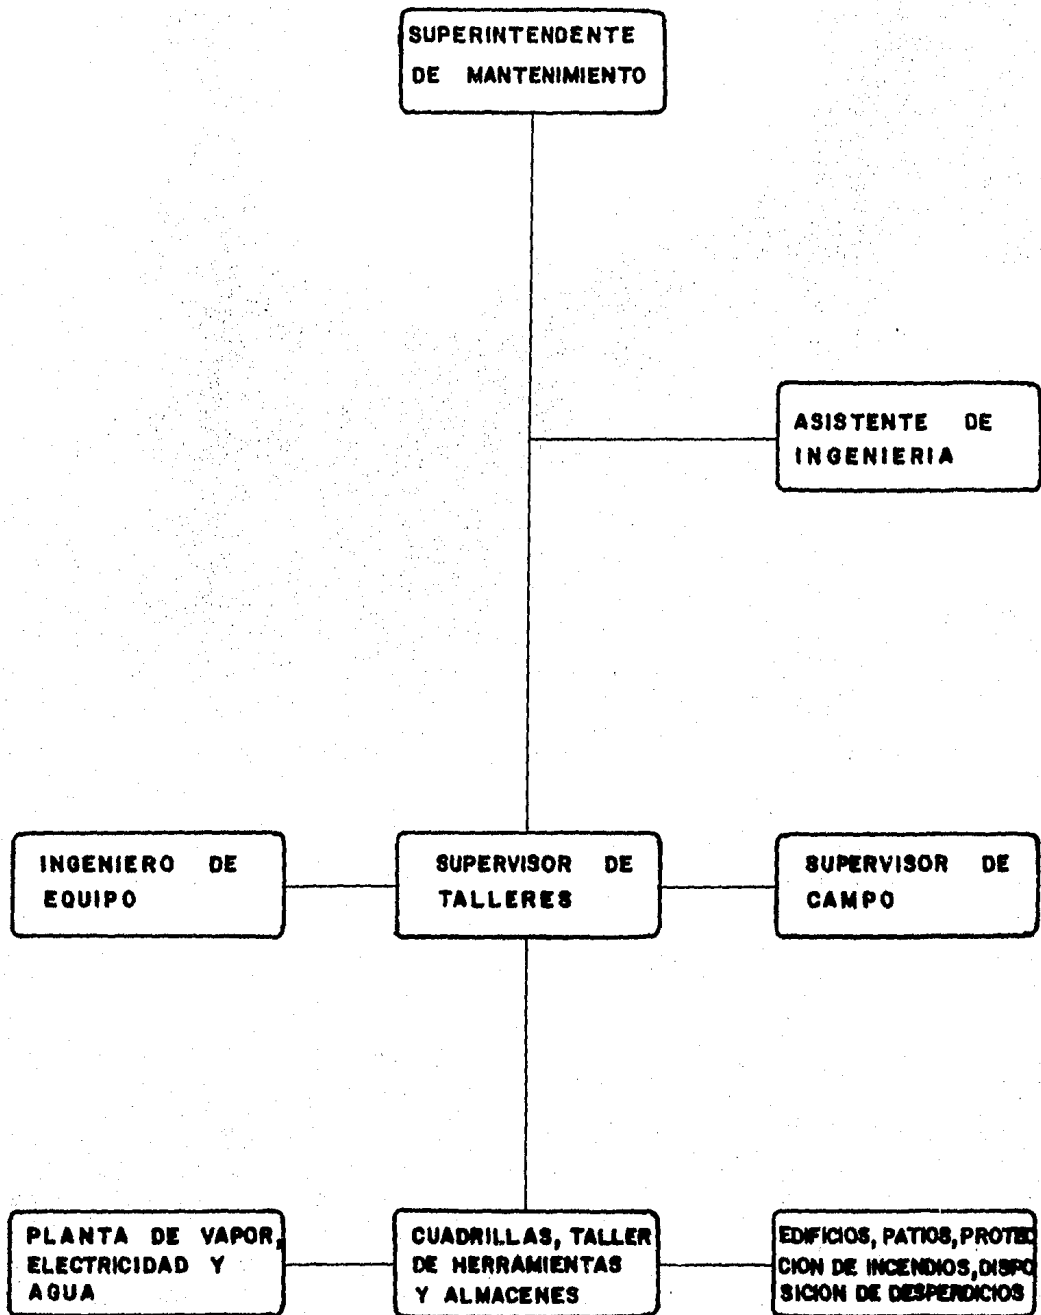 SUPERINTENDENTE
DE MANTENIMIENTO
ASISTENTE DE
INGENIERIA
INGENIERO DE
EQUIPO
SUPERVISOR DE
TALLERES
SUPERVISOR DE
CAMPO
PLANTA DE VAPOR,
ELECTRICIDAD Y
AGUA
CUADRILLAS, TALLER
DE HERRAMIENTAS
Y ALMACENES
EDIFICIOS, PATIOS, PROTEC
CION DE INCENDIOS, DISPO
SICION DE DESPERDICIOS